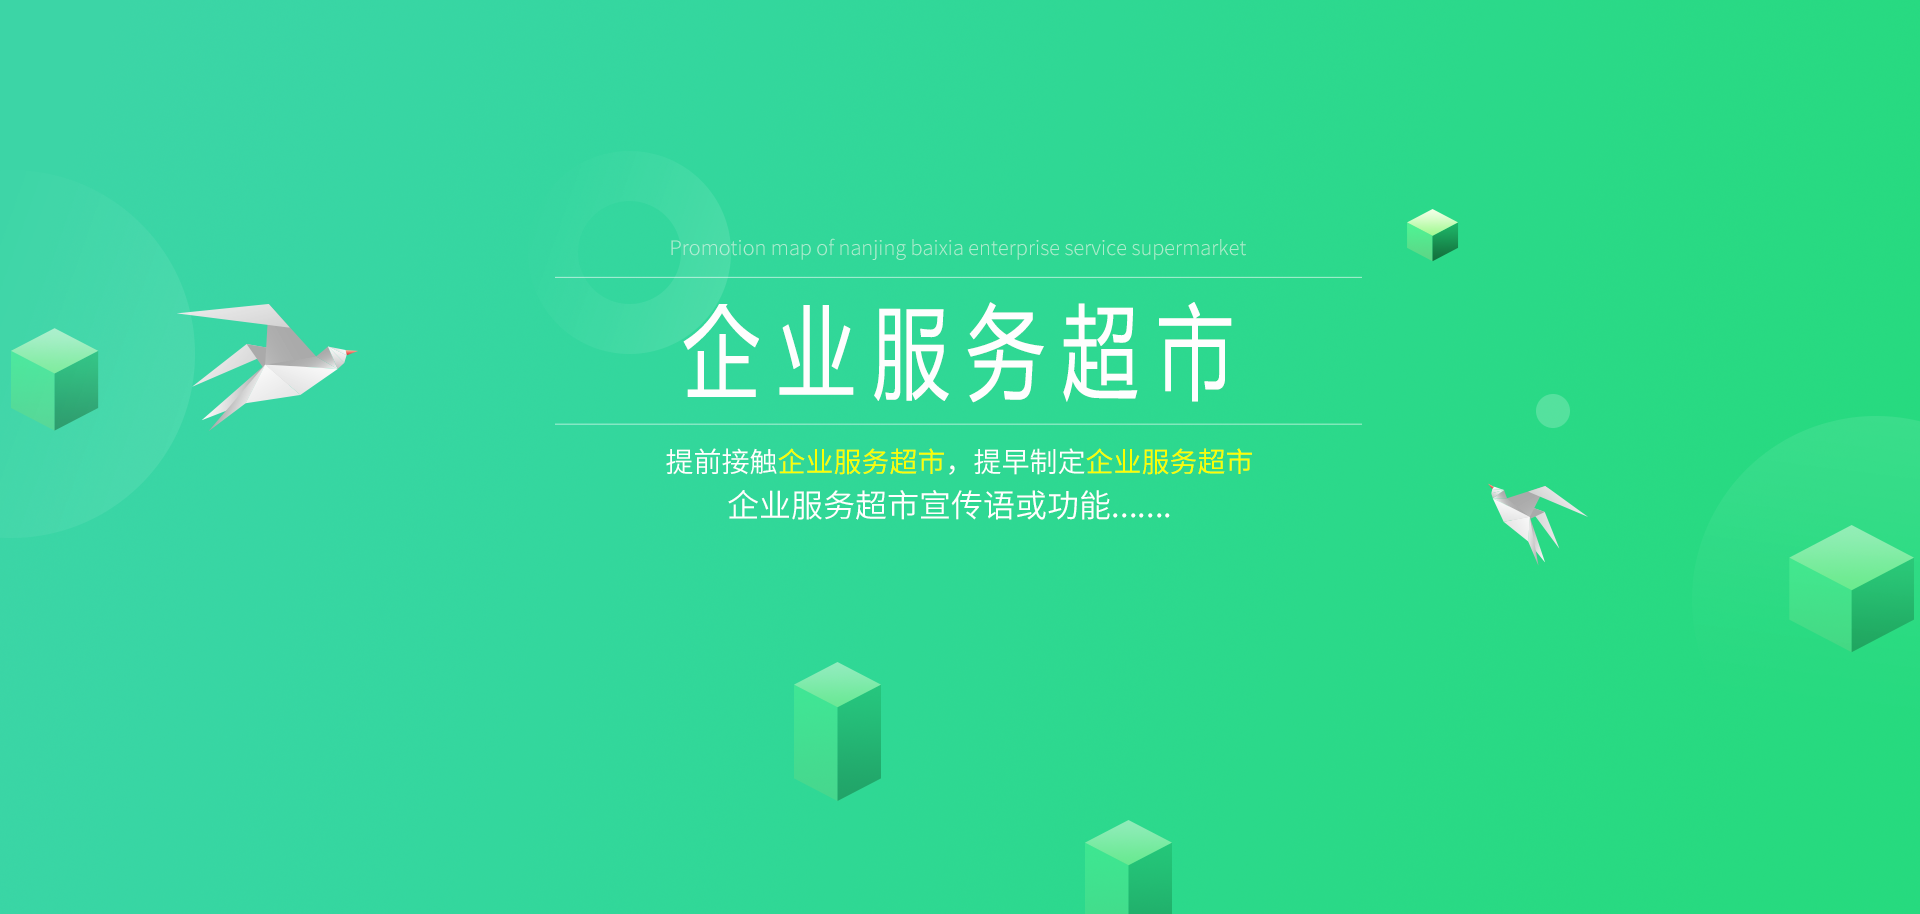 Promotion map of nanjing baixia enterprise service supermarket
企业服务超市
提前接触企业服务超市，提早制定企业服务超市
企业服务超市宣传语或功能.......